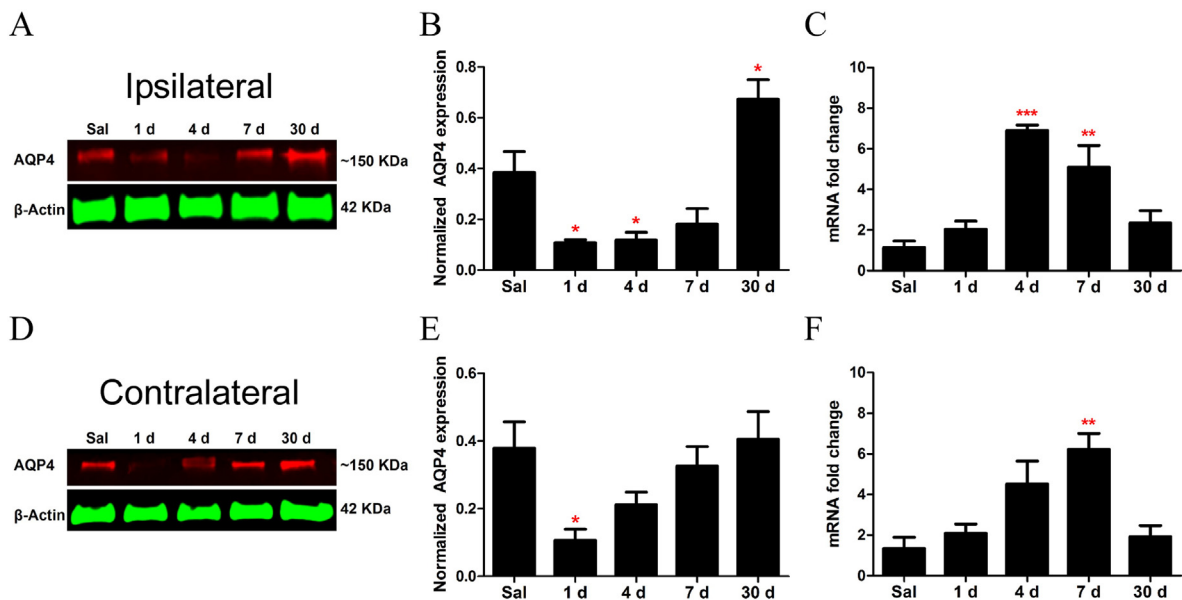 A
Ipsilateral
Sal 1 d 4 d 7 d 30 d
AQP4
~150 KDa
β-Actin
42 KDa
B
Normalized AQP4 expression
0.8
0.6
0.4
0.2
0.0
*
*
*
Sal 1 d 4 d 7 d 30 d
C
mRNA fold change
10
8
6
4
2
0
***
**
Sal 1 d 4 d 7 d 30 d
D
Contralateral
Sal 1 d 4 d 7 d 30 d
AQP4
~150 KDa
β-Actin
42 KDa
E
Normalized AQP4 expression
0.6
0.4
0.2
0.0
*
Sal 1 d 4 d 7 d 30 d
F
mRNA fold change
10
8
6
4
2
0
**
Sal 1 d 4 d 7 d 30 d